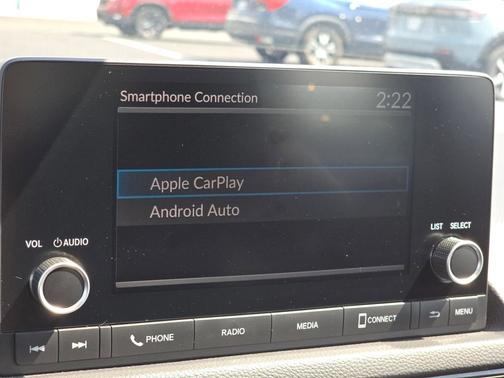 Smartphone Connection 2:22
Apple CarPlay
Android Auto
VOL AUDIO
LIST SELECT
PHONE RADIO MEDIA CONNECT MENU